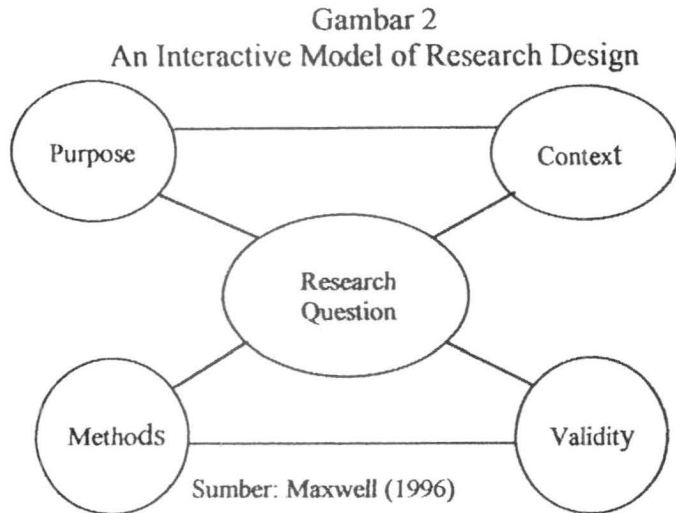 Gambar 2
An Interactive Model of Research Design
Purpose
Context
Research
Question
Methods
Validity
Sumber: Maxwell (1996)